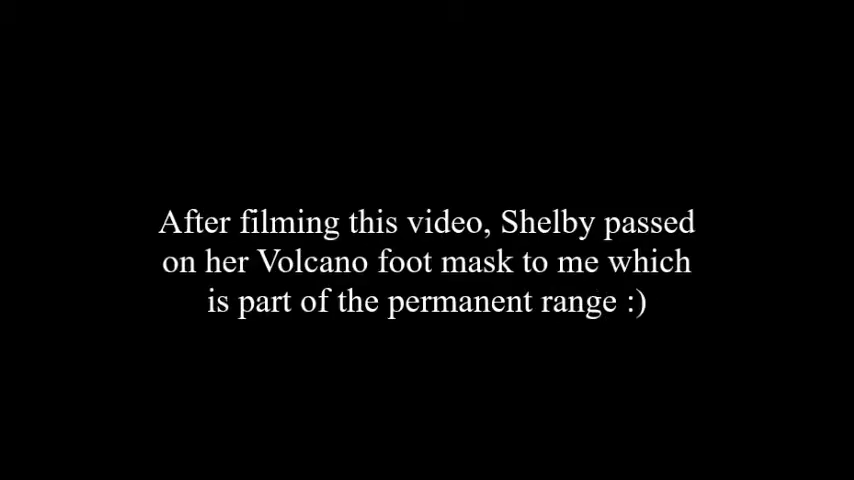 After filming this video, Shelby passed
on her Volcano foot mask to me which
is part of the permanent range :)